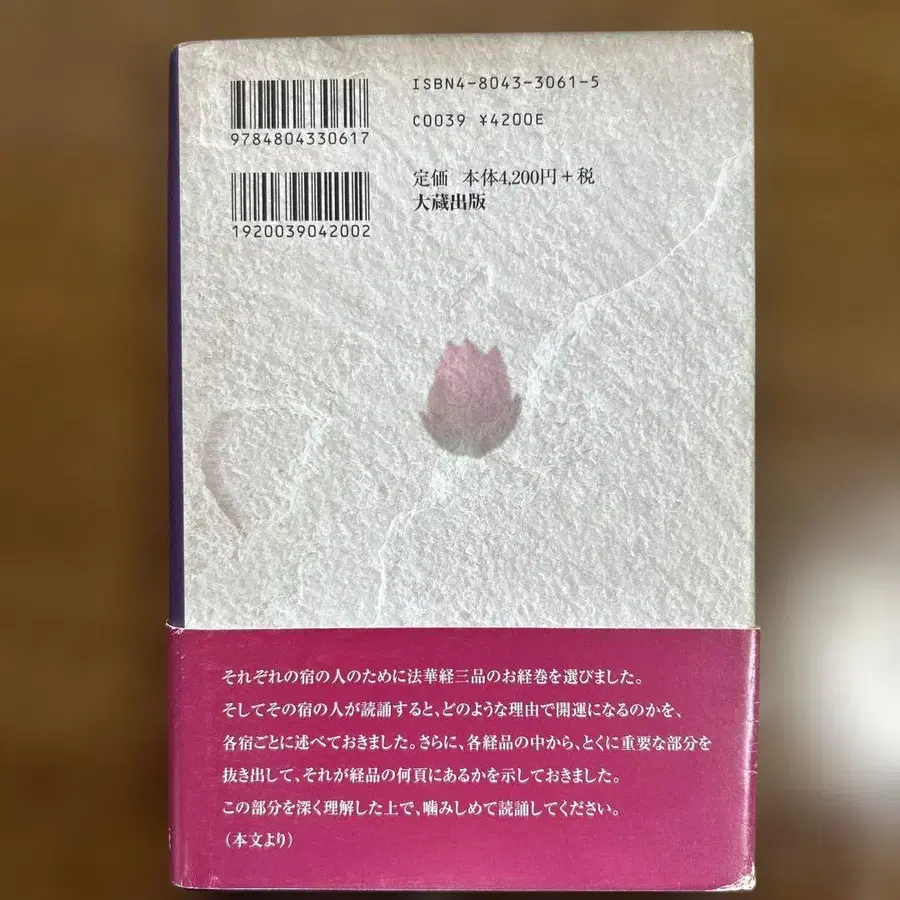 ISBN4-8043-3061-5
9784804330617
C0039 ¥4200E
定価 本体4,200円+税
大蔵出版
1920039042002
それぞれの宿の人のために法華経三品のお経巻を選びました。
そしてその宿の人が読誦すると、どのような理由で開運になるのかを、
各宿ごとに述べておきました。さらに、各経品の中から、とくに重要な部分を
抜き出して、それが経品の何頁にあるかを示しておきました。
この部分を深く理解した上で、噛みしめて読誦してください。
(本文より)